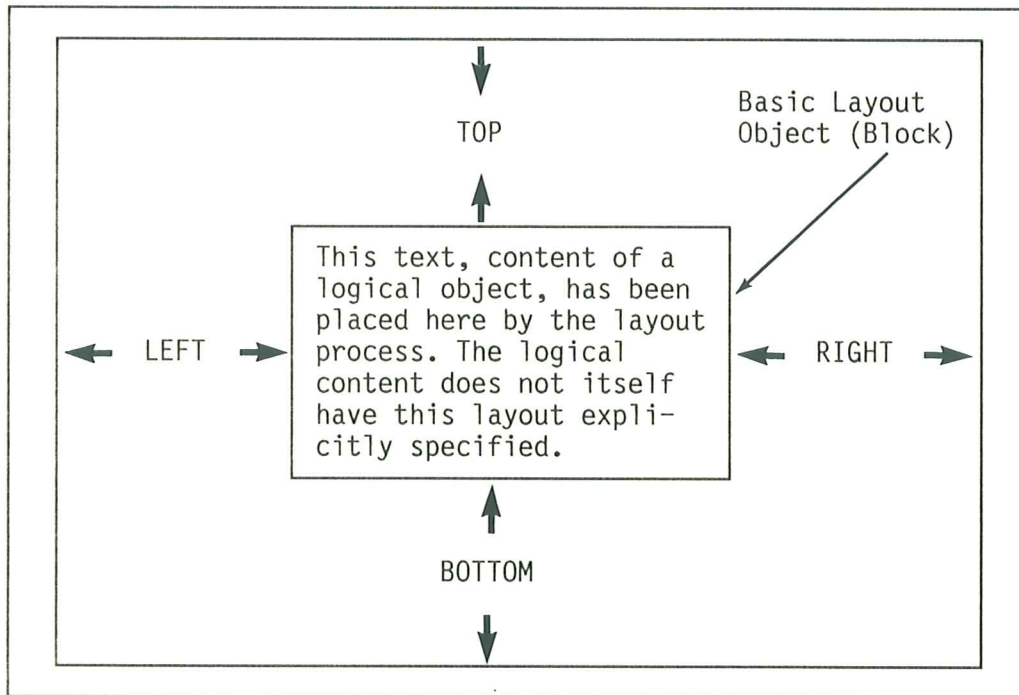 TOP
Basic Layout
Object (Block)
This text, content of a
logical object, has been
placed here by the layout
process. The logical
content does not itself
have this layout expli-
citly specified.
LEFT
RIGHT
BOTTOM